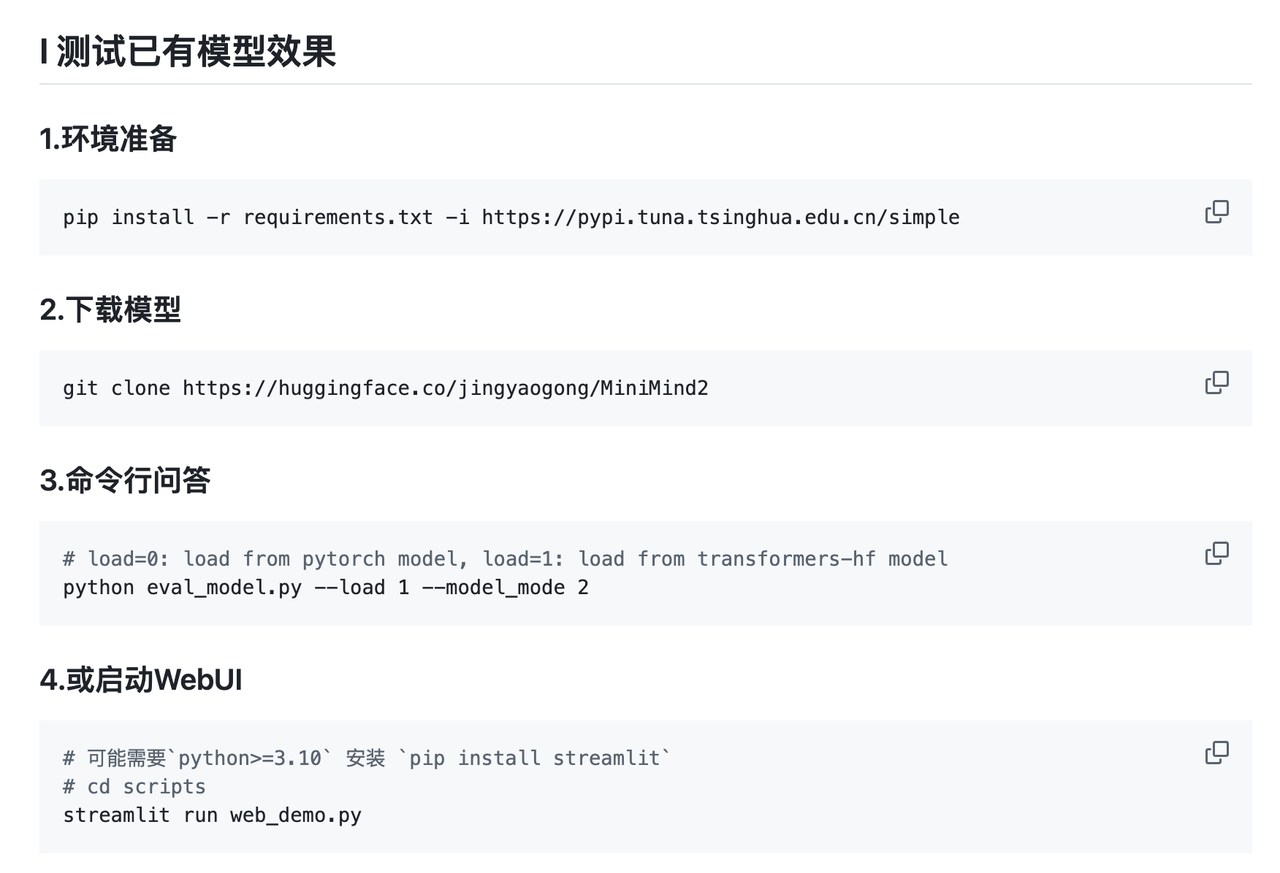 Ⅰ 测试已有模型效果
1.环境准备
pip install -r requirements.txt -i https://pypi.tuna.tsinghua.edu.cn/simple
2.下载模型
git clone https://huggingface.co/jingyaogong/MiniMind2
3.命令行问答
# load=0: load from pytorch model, load=1: load from transformers-hf model
python eval_model.py --load 1 --model_mode 2
4.或启动WebUI
# 可能需要`python>=3.10` 安装 `pip install streamlit`
# cd scripts
streamlit run web_demo.py